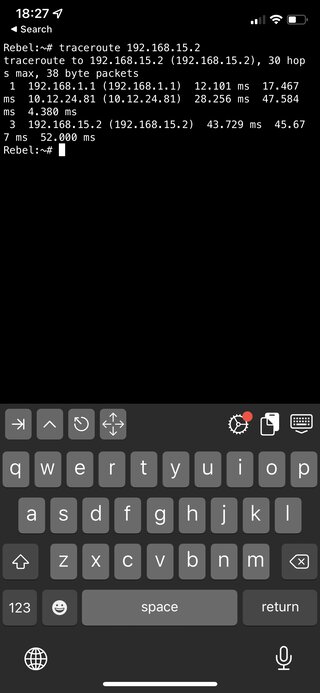 18:27
◀ Search
Rebel:~# traceroute 192.168.15.2
traceroute to 192.168.15.2 (192.168.15.2), 30 hop
s max, 38 byte packets
 1  192.168.1.1 (192.168.1.1)  12.101 ms  17.467
ms  10.12.24.81 (10.12.24.81)  28.256 ms  47.584
ms  4.380 ms
 3  192.168.15.2 (192.168.15.2)  43.729 ms  45.67
7 ms  52.000 ms
Rebel:~#
q w e r t y u i o p
a s d f g h j k l
z x c v b n m
123 space return